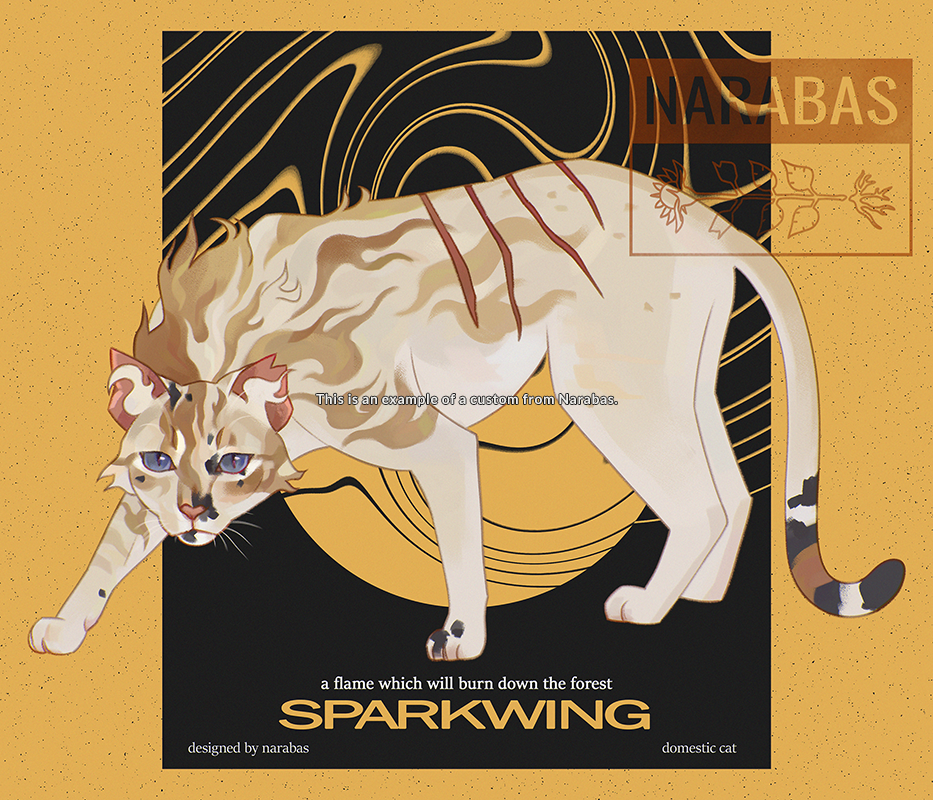 NARABAS
This is an example of a custom from Narabas.
a flame which will burn down the forest
SPARKWING
designed by narabas
domestic cat